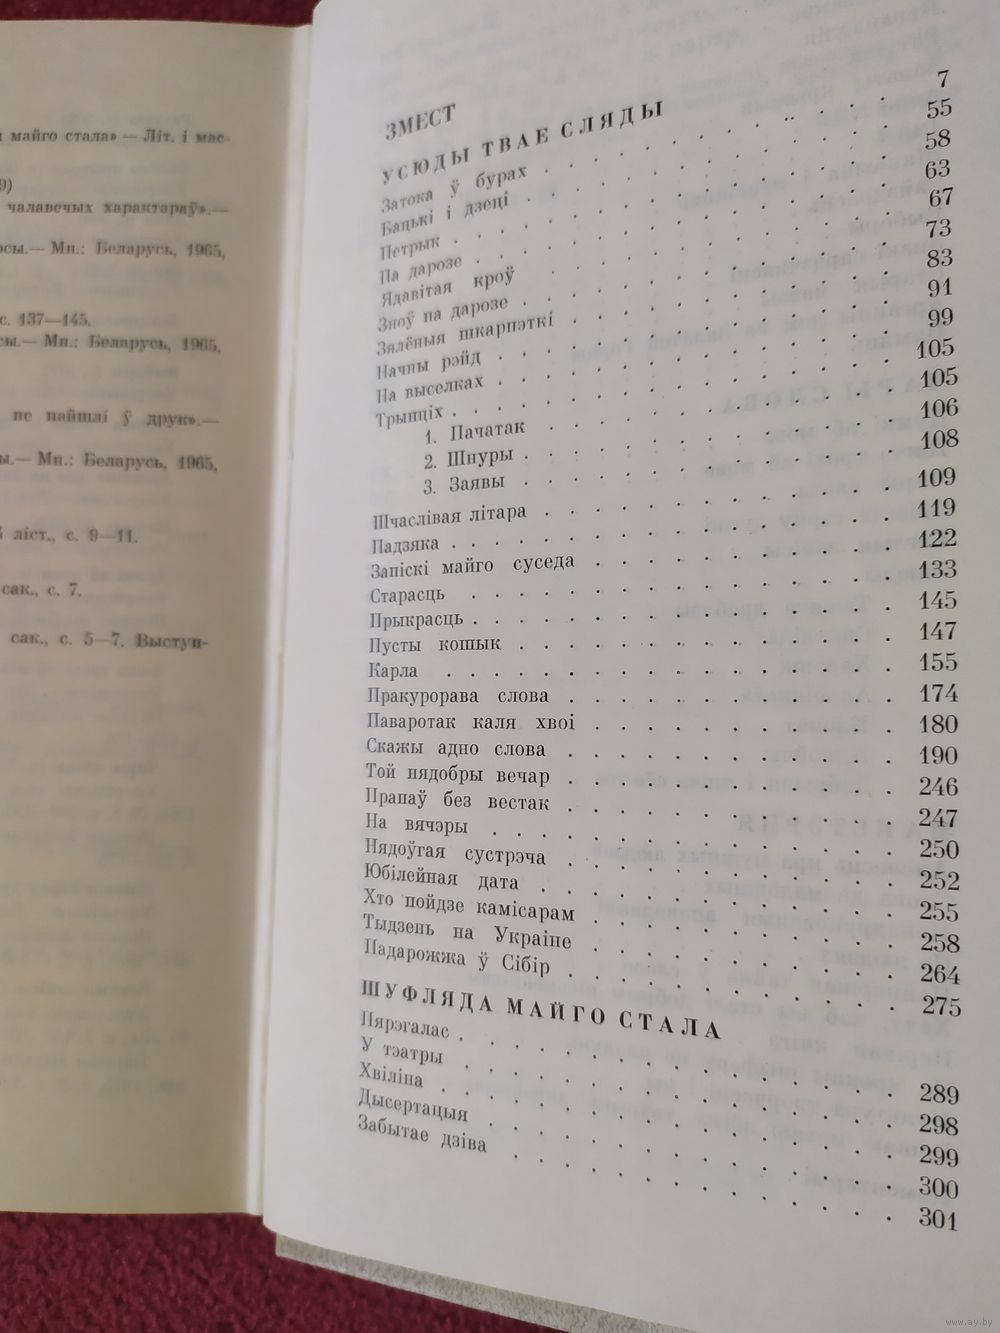 і майго стала» — Літ. і мас-
9)
чалавечых характараў».—
осы.— Мн.: Беларусь, 1965,
с. 137—145.
сы.— Мн.: Беларусь, 1965,
не пайшлі ў друк».—
ы.— Мн.: Беларусь, 1965,
ліст., с. 9—11.
сак., с. 7.
сак., с. 5—7. Выступ-
ЗМЕСТ
УСЮДЫ ТВАЕ СЛЯДЫ
Затока ў бурах . . . . . . . 7
Бацькі і дзеці . . . . . . . 55
Петрык . . . . . . . 58
Па дарозе . . . . . . . 63
Ядавітая кроў . . . . . . . 67
Зноў па дарозе . . . . . . . 73
Зялёныя шкарпэткі . . . . . . . 83
Начны рэйд . . . . . . . 91
На выселках . . . . . . . 99
Трыпціх . . . . . . . 105
1. Пачатак . . . . . . . 105
2. Шнуры . . . . . . . 106
3. Заявы . . . . . . . 108
Шчаслівая літара . . . . . . . 109
Падзяка . . . . . . . 119
Запіскі майго суседа . . . . . . . 122
Старасць . . . . . . . 133
Прыкрасць . . . . . . . 145
Пусты кошык . . . . . . . 147
Карла . . . . . . . 155
Пракурорава слова . . . . . . . 174
Паваротак каля хвоі . . . . . . . 180
Скажы адно слова . . . . . . . 190
Той нядобры вечар . . . . . . . 246
Прапаў без вестак . . . . . . . 247
На вячэры . . . . . . . 250
Нядоўгая сустрэча . . . . . . . 252
Юбілейная дата . . . . . . . 255
Хто пойдзе камісарам . . . . . . . 258
Тыдзень на Украіне . . . . . . . 264
Падарожжа ў Сібір . . . . . . . 275
ШУФЛЯДА МАЙГО СТАЛА
Пярэгалас . . . . . . . 289
У тэатры . . . . . . . 298
Хвіліна . . . . . . . 299
Дысертацыя . . . . . . . 300
Забытае дзіва . . . . . . . 301
www.ay.by